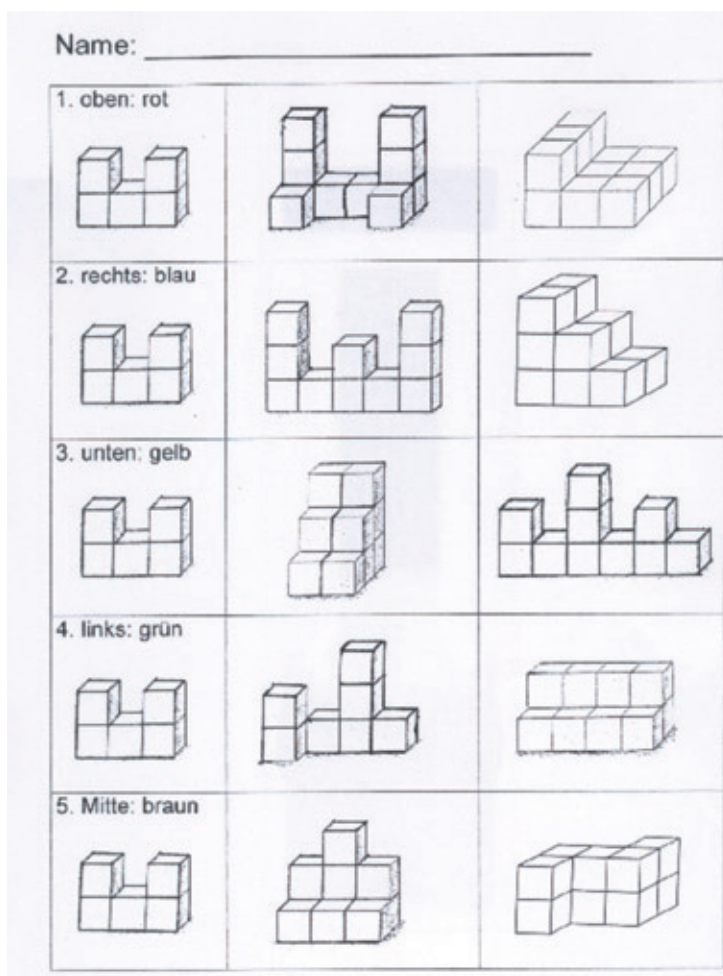 Name:
1. oben: rot
2. rechts: blau
3. unten: gelb
4. links: grün
5. Mitte: braun